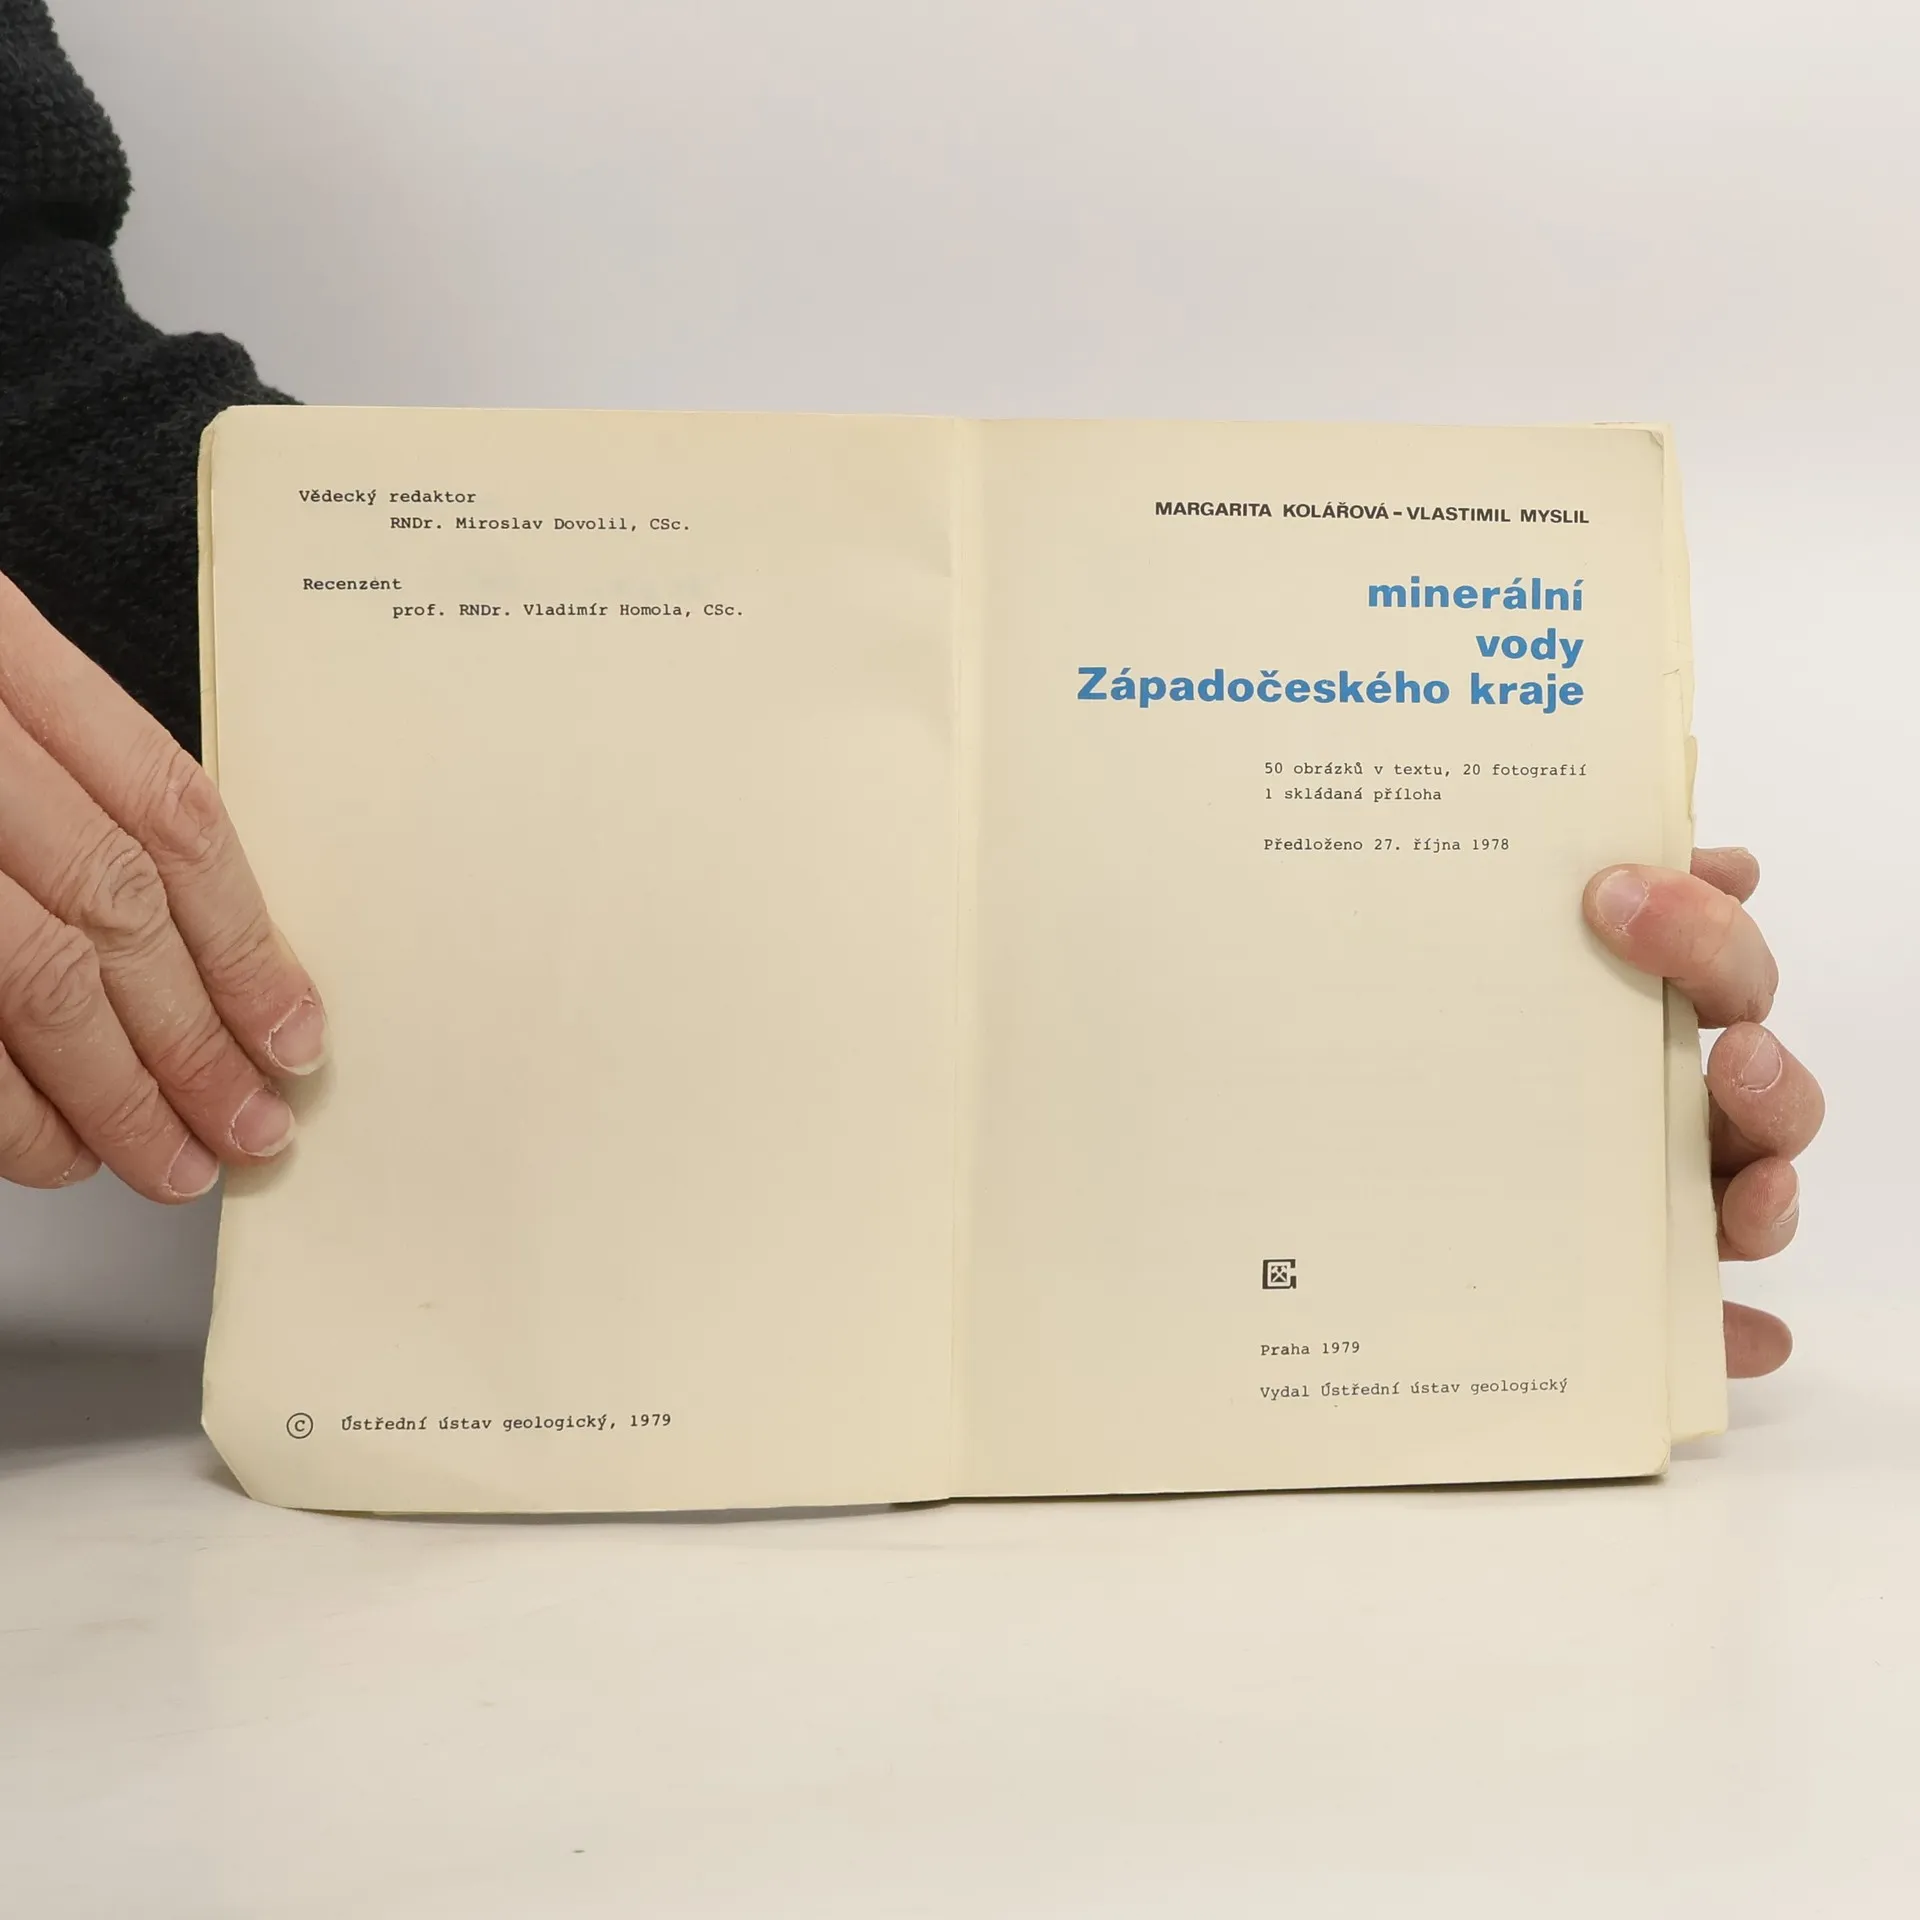 Vědecký redaktor
RNDr. Miroslav Dovolil, CSc.
Recenzent
prof. RNDr. Vladimír Homola, CSc.
© Ústřední ústav geologický, 1979
MARGARITA KOLÁŘOVÁ-VLASTIMIL MYSLIL
minerální
vody
Západočeského kraje
50 obrázků v textu, 20 fotografií
1 skládaná příloha
Předloženo 27. října 1978
Praha 1979
Vydal Ústřední ústav geologický